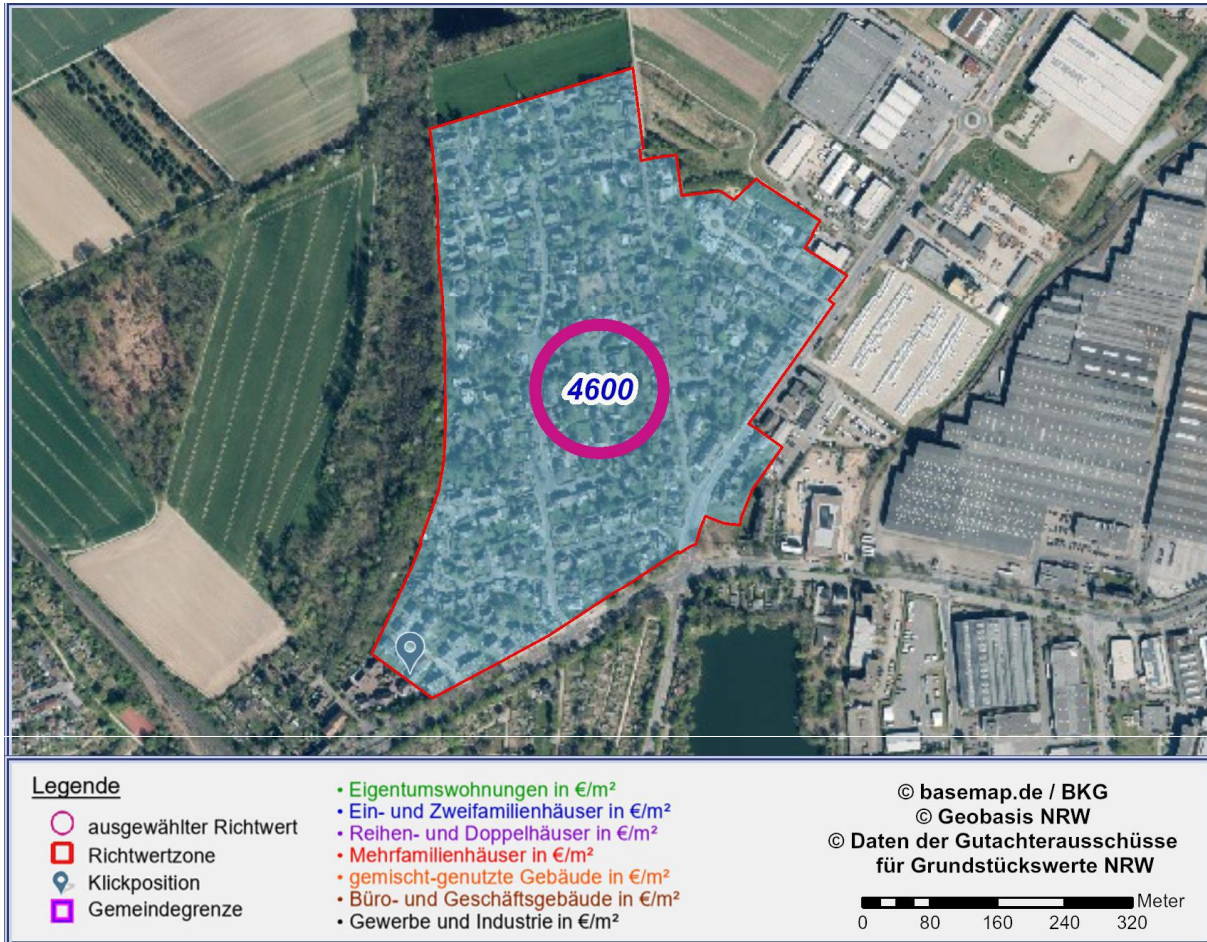 4600
Legende
ausgewählter Richtwert
Richtwertzone
Klickposition
Gemeindegrenze
• Eigentumswohnungen in €/m²
• Ein- und Zweifamilienhäuser in €/m²
• Reihen- und Doppelhäuser in €/m²
• Mehrfamilienhäuser in €/m²
• gemischt-genutzte Gebäude in €/m²
• Büro- und Geschäftsgebäude in €/m²
• Gewerbe und Industrie in €/m²
© basemap.de / BKG
© Geobasis NRW
© Daten der Gutachterausschüsse
für Grundstückswerte NRW
Meter
0 80 160 240 320